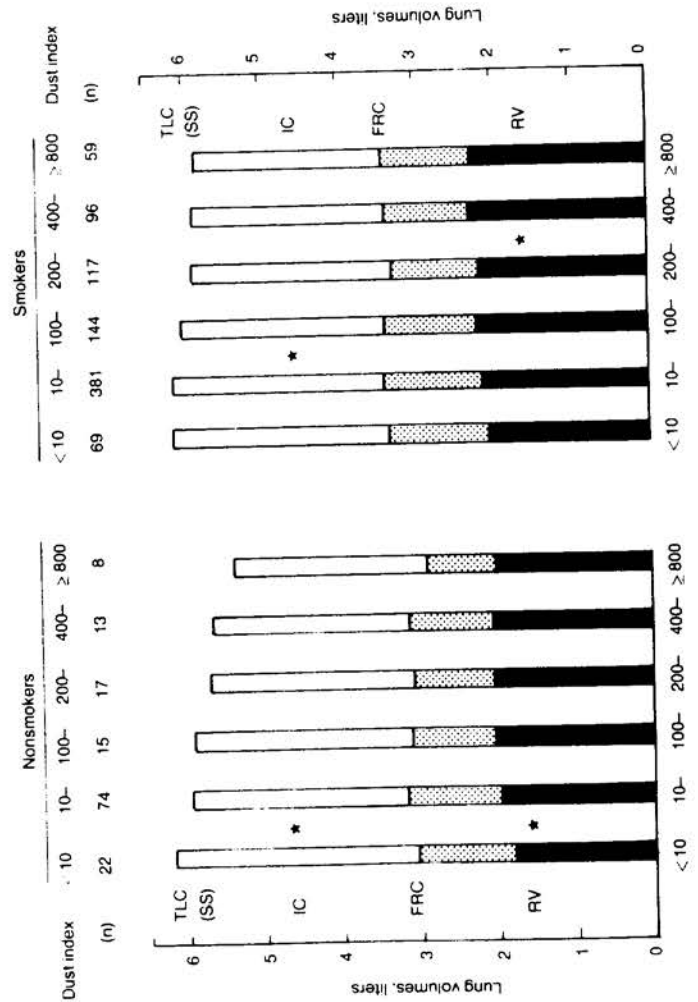 Nonsmokers
Dust index < 10 10– 100– 200– 400– ≥ 800
(n) 22 74 15 17 13 8
TLC
(SS)
IC
FRC
RV
6
5
4
3
2
1
0
Lung volumes. liters
< 10 10– 100– 200– 400– ≥ 800
Smokers
< 10 10– 100– 200– 400– ≥ 800 Dust index
69 381 144 117 96 59 (n)
TLC
(SS)
IC
FRC
RV
6
5
4
3
2
1
0
Lung volumes. liters
< 10 10– 100– 200– 400– ≥ 800